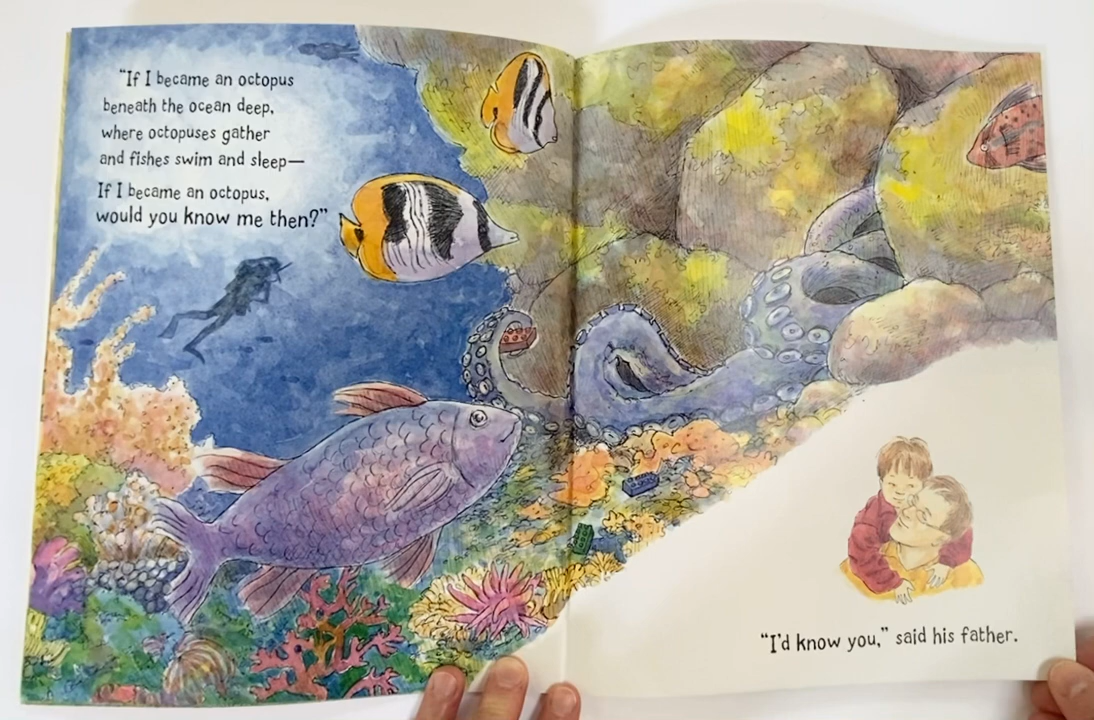 “If I became an octopus
beneath the ocean deep,
where octopuses gather
and fishes swim and sleep—
If I became an octopus,
would you know me then?”
“I’d know you,” said his father.